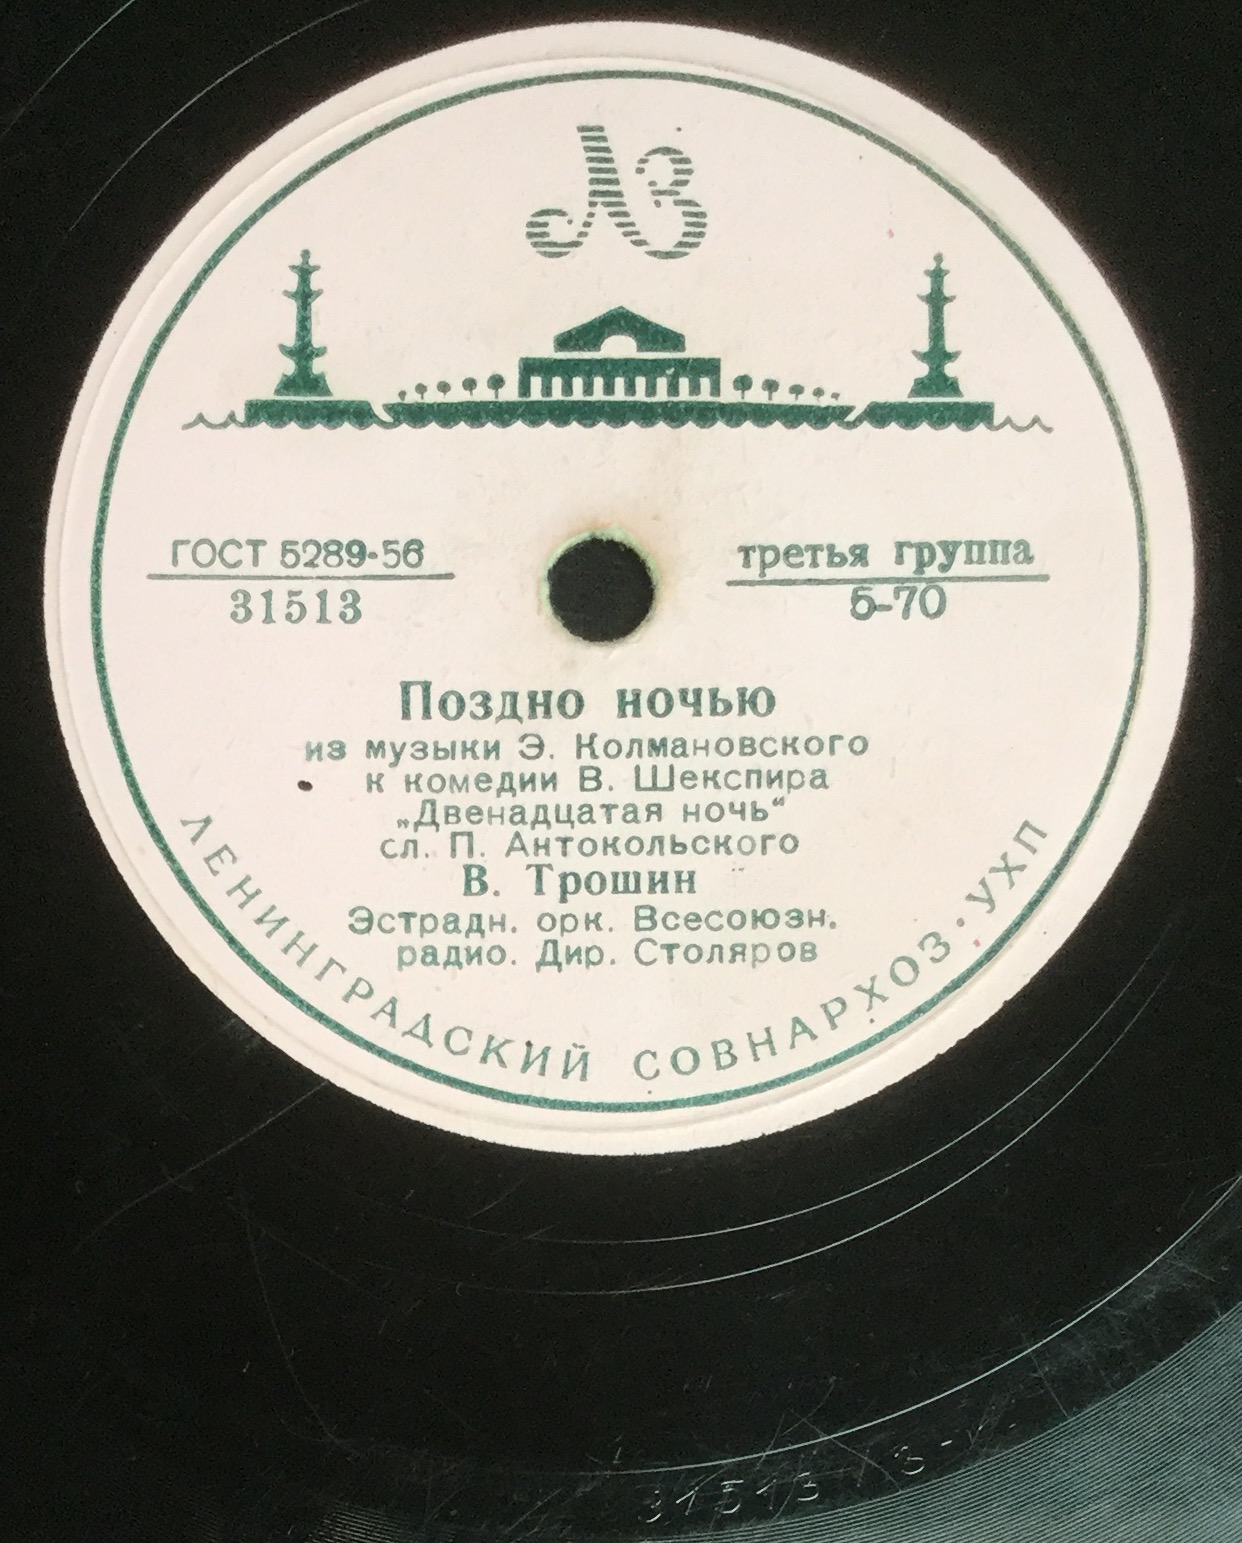 ЛЗ
ГОСТ 5289-56
31513
третья группа
6-70
Поздно ночью
из музыки Э. Колмановского
к комедии В. Шекспира
„Двенадцатая ночь“
сл. П. Антокольского
В. Трошин
Эстрадн. орк. Всесоюзн.
радио. Дир. Столяров
ЛЕНИНГРАДСКИЙ СОВНАРХОЗ · УХП
31513